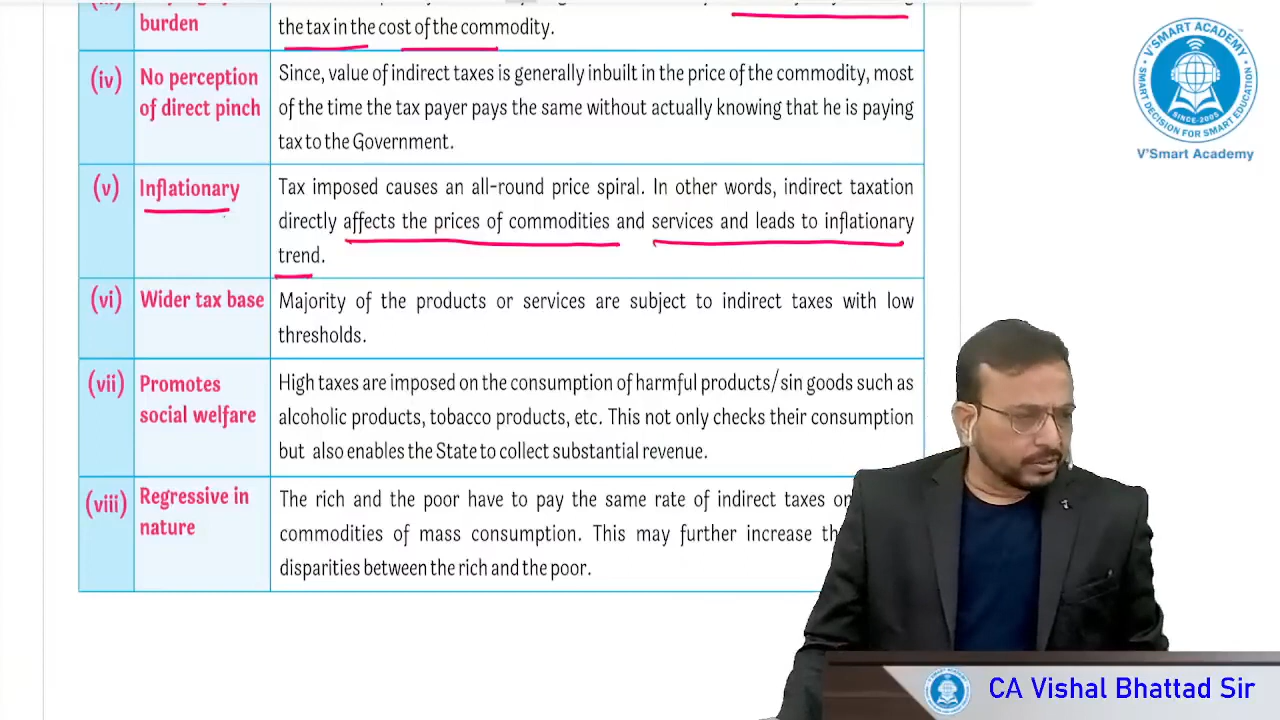 burden
the tax in the cost of the commodity.
(iv) No perception of direct pinch
Since, value of indirect taxes is generally inbuilt in the price of the commodity, most
of the time the tax payer pays the same without actually knowing that he is paying
tax to the Government.
(v) Inflationary
Tax imposed causes an all-round price spiral. In other words, indirect taxation
directly affects the prices of commodities and services and leads to inflationary
trend.
(vi) Wider tax base
Majority of the products or services are subject to indirect taxes with low
thresholds.
(vii) Promotes
social welfare
High taxes are imposed on the consumption of harmful products/sin goods such as
alcoholic products, tobacco products, etc. This not only checks their consumption
but also enables the State to collect substantial revenue.
(viii) Regressive in
nature
The rich and the poor have to pay the same rate of indirect taxes on
commodities of mass consumption. This may further increase
disparities between the rich and the poor.
V'SMART ACADEMY
SMART DECISION FOR SMART EDUCATION
SINCE-2005
V'Smart Academy
CA Vishal Bhattad Sir